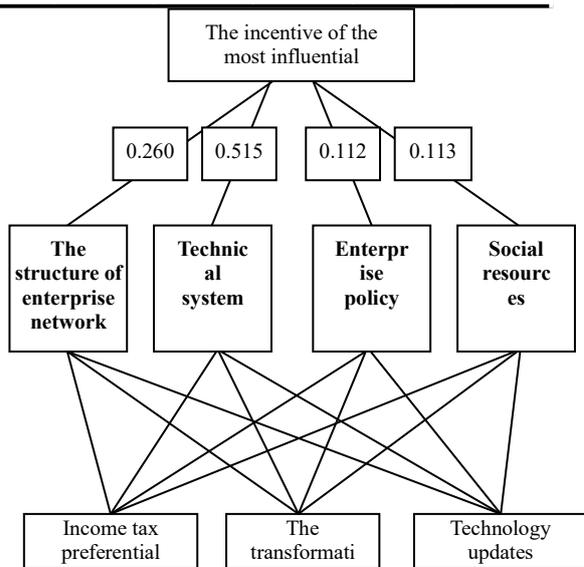 The incentive of the
most influential
0.260
0.515
0.112
0.113
The
structure of
enterprise
network
Technic
al
system
Enterpr
ise
policy
Social
resourc
es
Income tax
preferential
The
transformati
Technology
updates